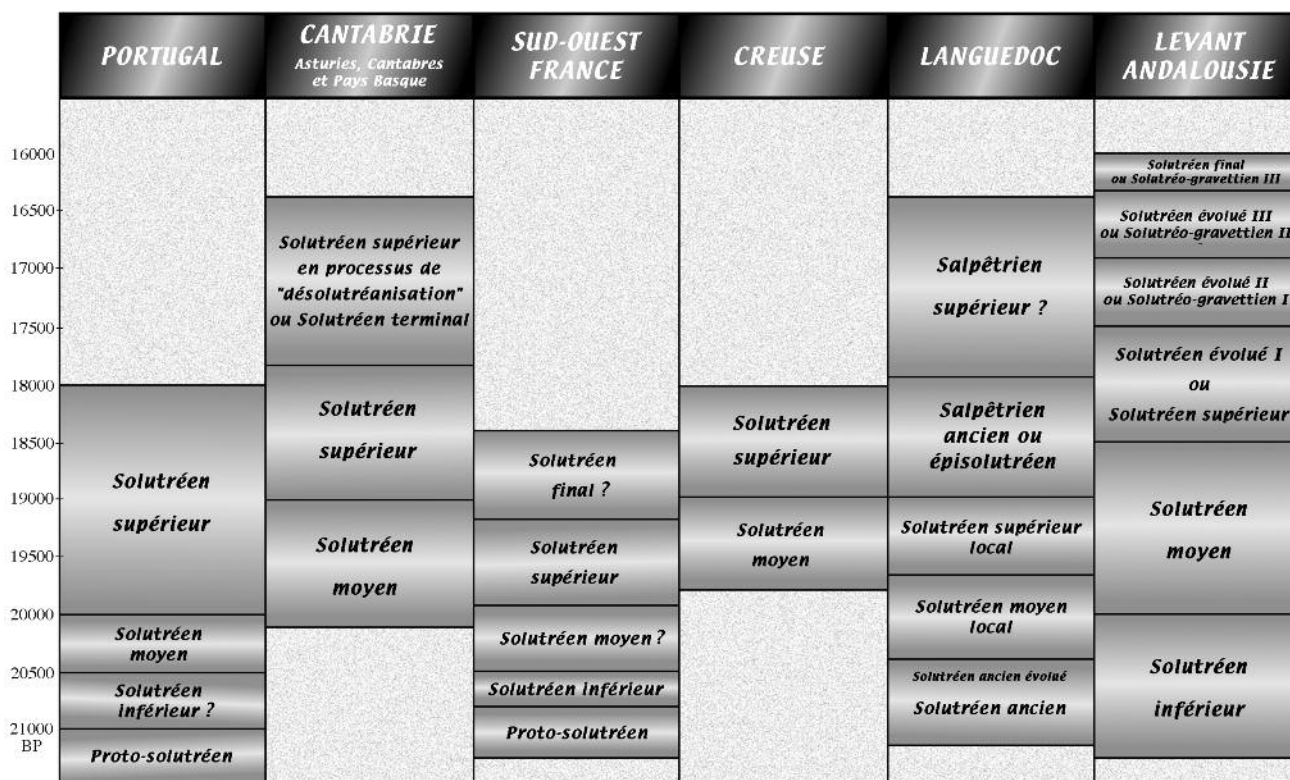 PORTUGAL
CANTABRIE
Asturies, Cantabres
et Pays Basque
SUD-OUEST
FRANCE
CREUSE
LANGUEDOC
LEVANT
ANDALOUSIE
16000
16500
17000
17500
18000
18500
19000
19500
20000
20500
21000
BP
Solutréen
supérieur
Solutréen
moyen
Solutréen
inférieur ?
Proto-solutréen
Solutréen supérieur
en processus de
"désolutréanisation"
ou Solutréen terminal
Solutréen
supérieur
Solutréen
moyen
Solutréen
final ?
Solutréen
supérieur
Solutréen moyen ?
Solutréen inférieur
Proto-solutréen
Solutréen
supérieur
Solutréen
moyen
Salpêtrien
supérieur ?
Salpêtrien
ancien ou
épisolutréen
Solutréen supérieur
local
Solutréen moyen
local
Solutréen ancien évolué
Solutréen ancien
Solutréen final
ou Solutréo-gravettien III
Solutréen évolué III
ou Solutréo-gravettien II
Solutréen évolué II
ou Solutréo-gravettien I
Solutréen évolué I
ou
Solutréen supérieur
Solutréen
moyen
Solutréen
inférieur